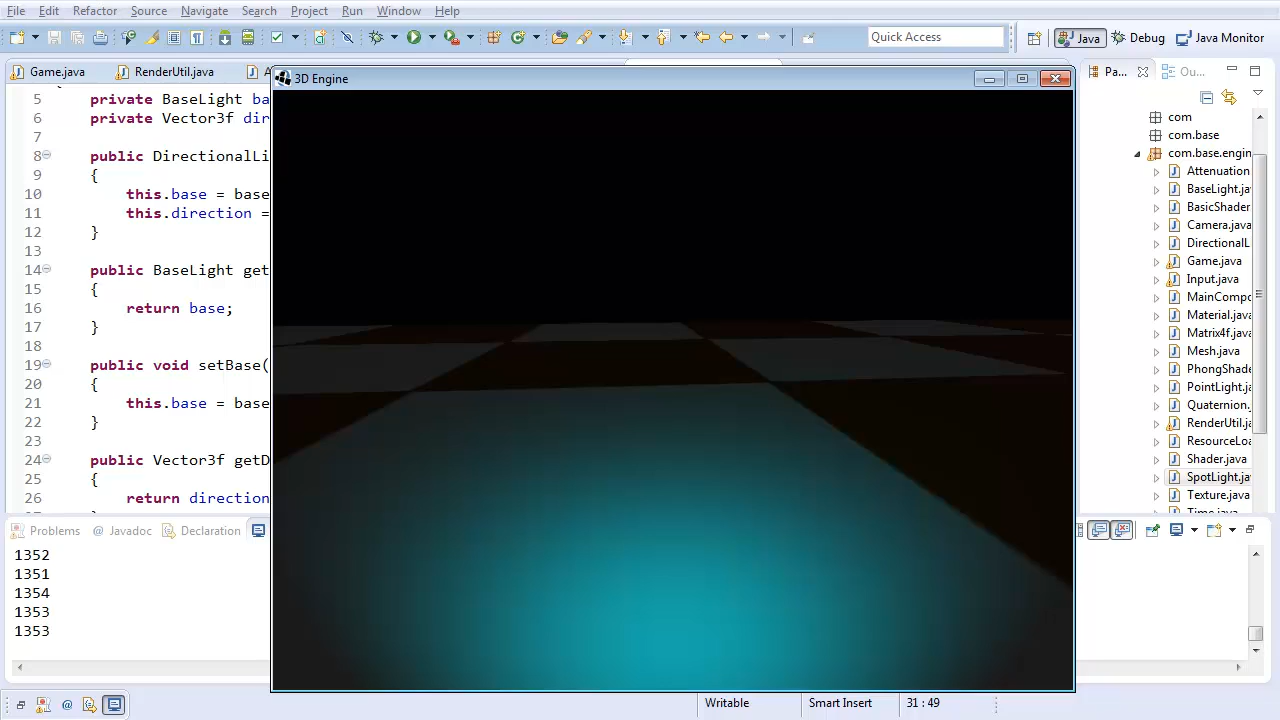 File Edit Refactor Source Navigate Search Project Run Window Help
Quick Access
Java Debug Java Monitor
Game.java RenderUtil.java
3D Engine
Pa... Ou...
5 private BaseLight ba
6 private Vector3f dir
7
8 public DirectionalLi
9 {
10 this.base = base
11 this.direction =
12 }
13
14 public BaseLight get
15 {
16 return base;
17 }
18
19 public void setBase(
20 {
21 this.base = base
22 }
23
24 public Vector3f getD
25 {
26 return direction
com
com.base
com.base.engin
Attenuation
BaseLight.ja
BasicShader
Camera.java
DirectionalL
Game.java
Input.java
MainCompo
Material.java
Matrix4f.java
Mesh.java
PhongShade
PointLight.ja
Quaternion.
RenderUtil.j
ResourceLoa
Shader.java
SpotLight.ja
Texture.java
Problems Javadoc Declaration
1352
1351
1354
1353
1353
Writable Smart Insert 31 : 49